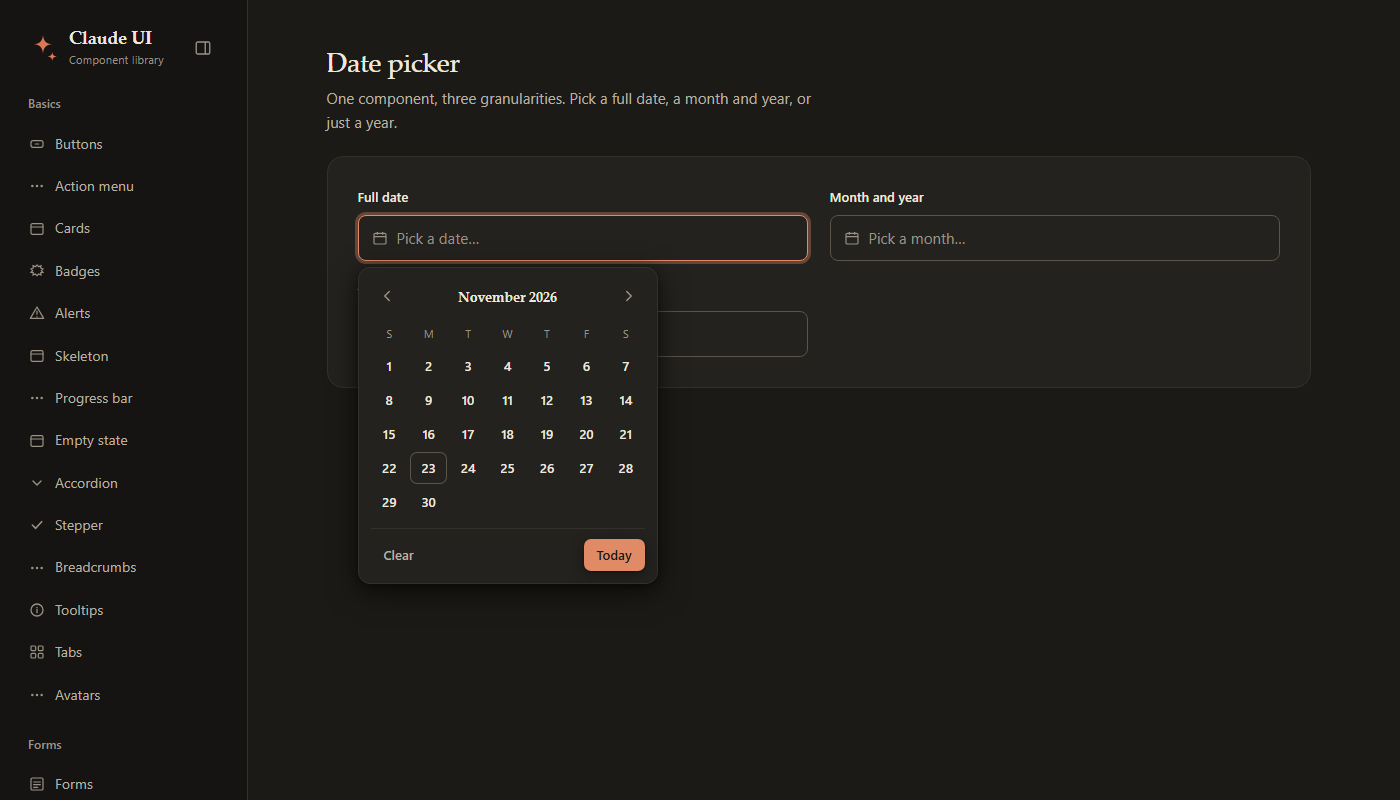 Claude UI
Component library
Basics
Buttons
Action menu
Cards
Badges
Alerts
Skeleton
Progress bar
Empty state
Accordion
Stepper
Breadcrumbs
Tooltips
Tabs
Avatars
Forms
Forms
Date picker
One component, three granularities. Pick a full date, a month and year, or
just a year.
Full date
Pick a date...
Month and year
Pick a month...
November 2026
S M T W T F S
1 2 3 4 5 6 7
8 9 10 11 12 13 14
15 16 17 18 19 20 21
22 23 24 25 26 27 28
29 30
Clear
Today